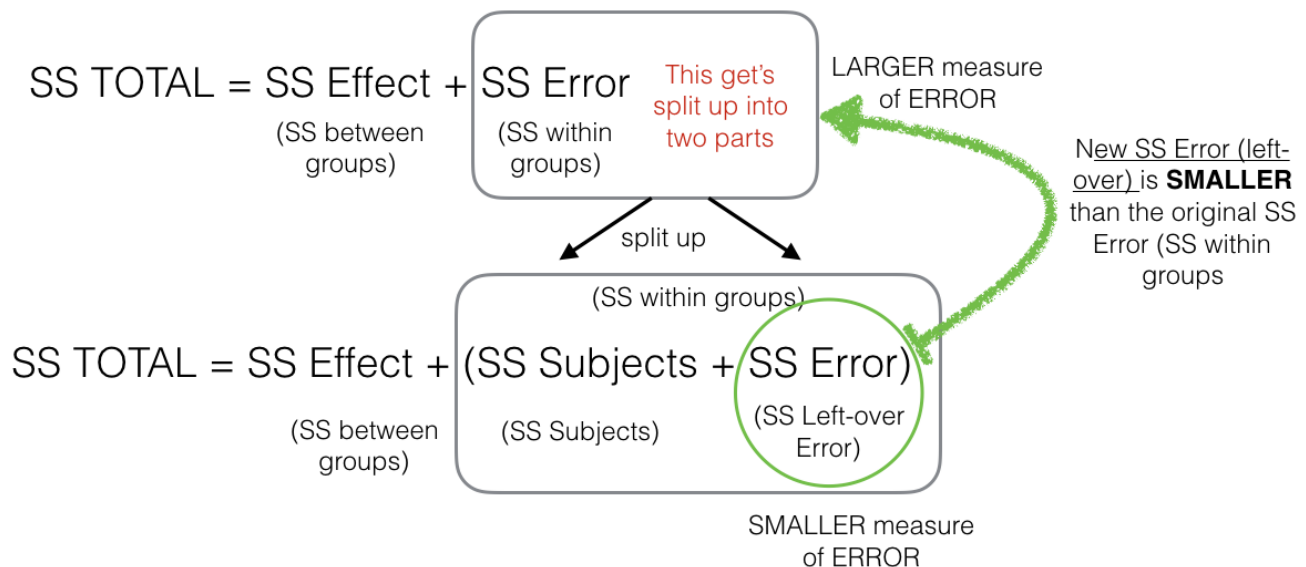 SS TOTAL = SS Effect + SS Error
(SS between
groups)
(SS within
groups)
This get's
split up into
two parts
LARGER measure
of ERROR
New SS Error (left-
over) is SMALLER
than the original SS
Error (SS within
groups
split up
(SS within groups)
SS TOTAL = SS Effect + (SS Subjects + SS Error)
(SS between
groups)
(SS Subjects)
(SS Left-over
Error)
SMALLER measure
of ERROR